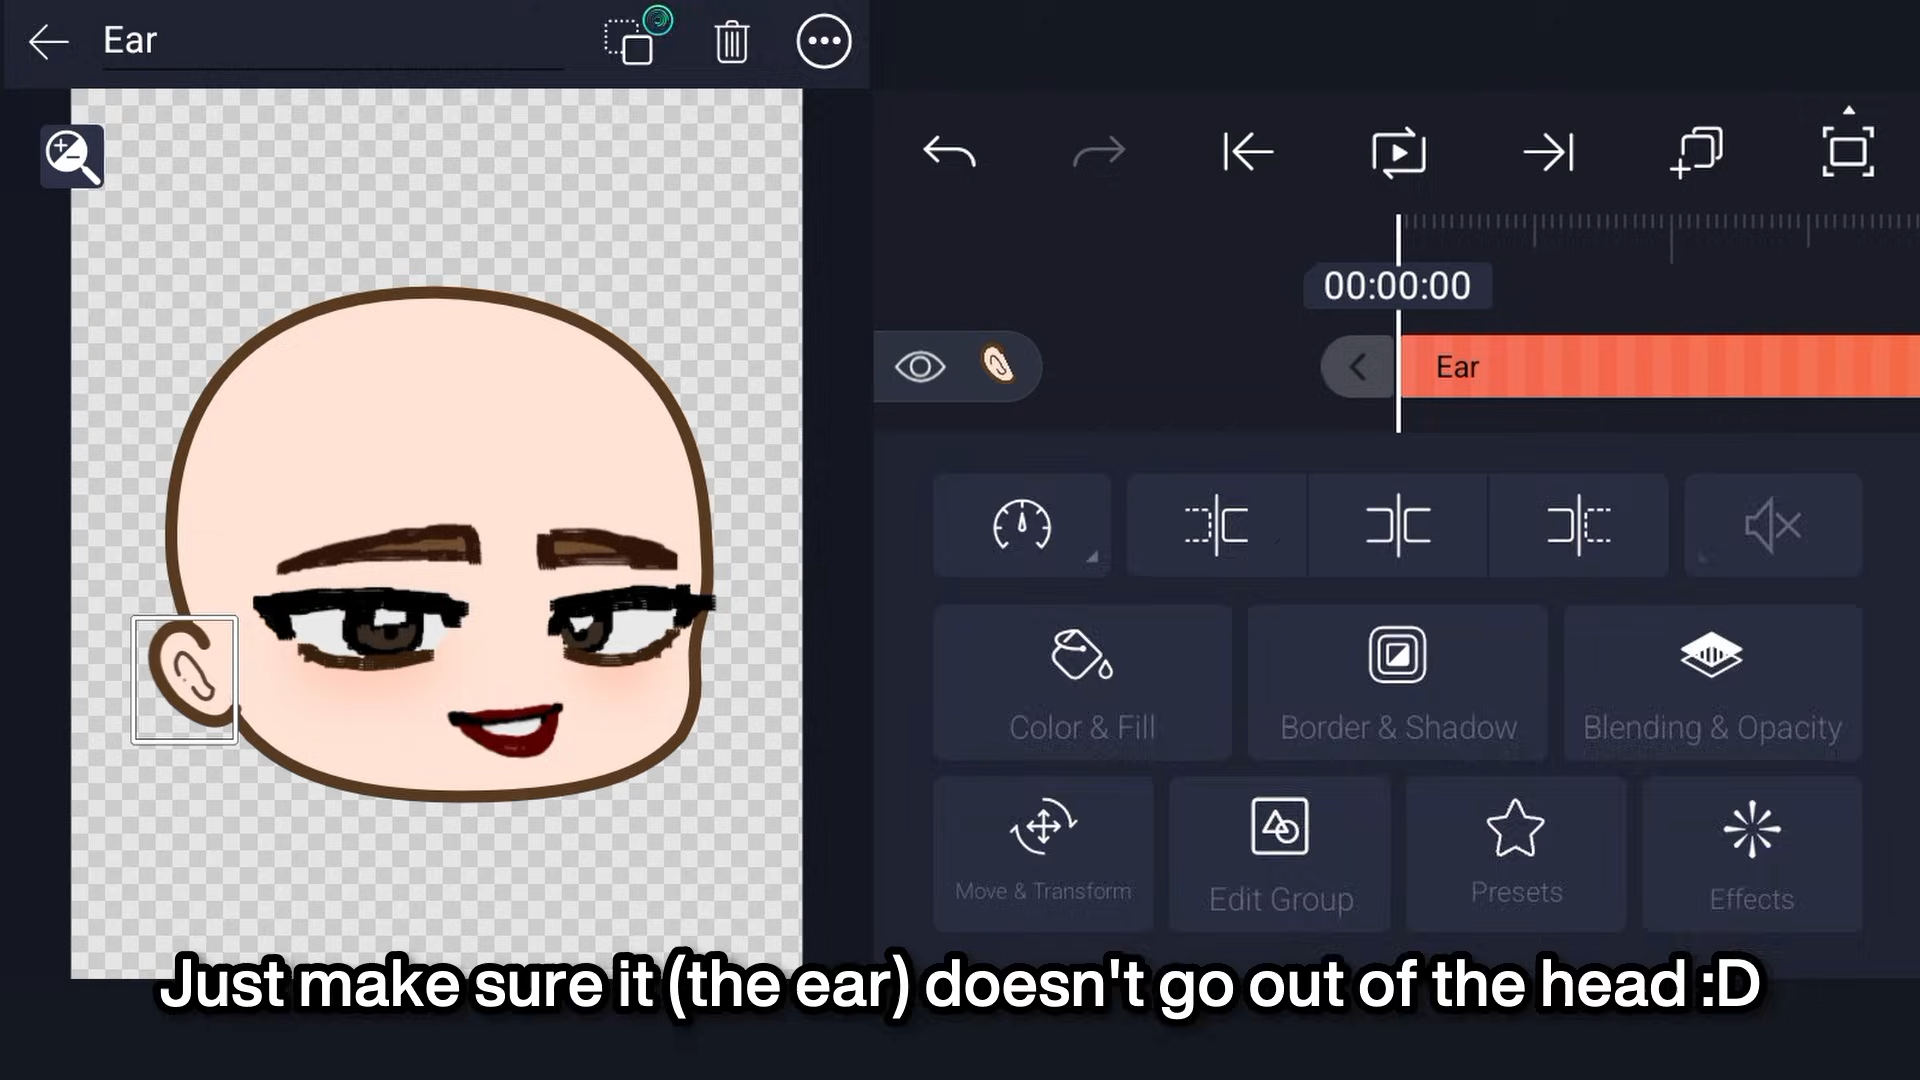 Ear
00:00:00
Ear
Color & Fill
Border & Shadow
Blending & Opacity
Move & Transform
Edit Group
Presets
Effects
Just make sure it (the ear) doesn't go out of the head :D